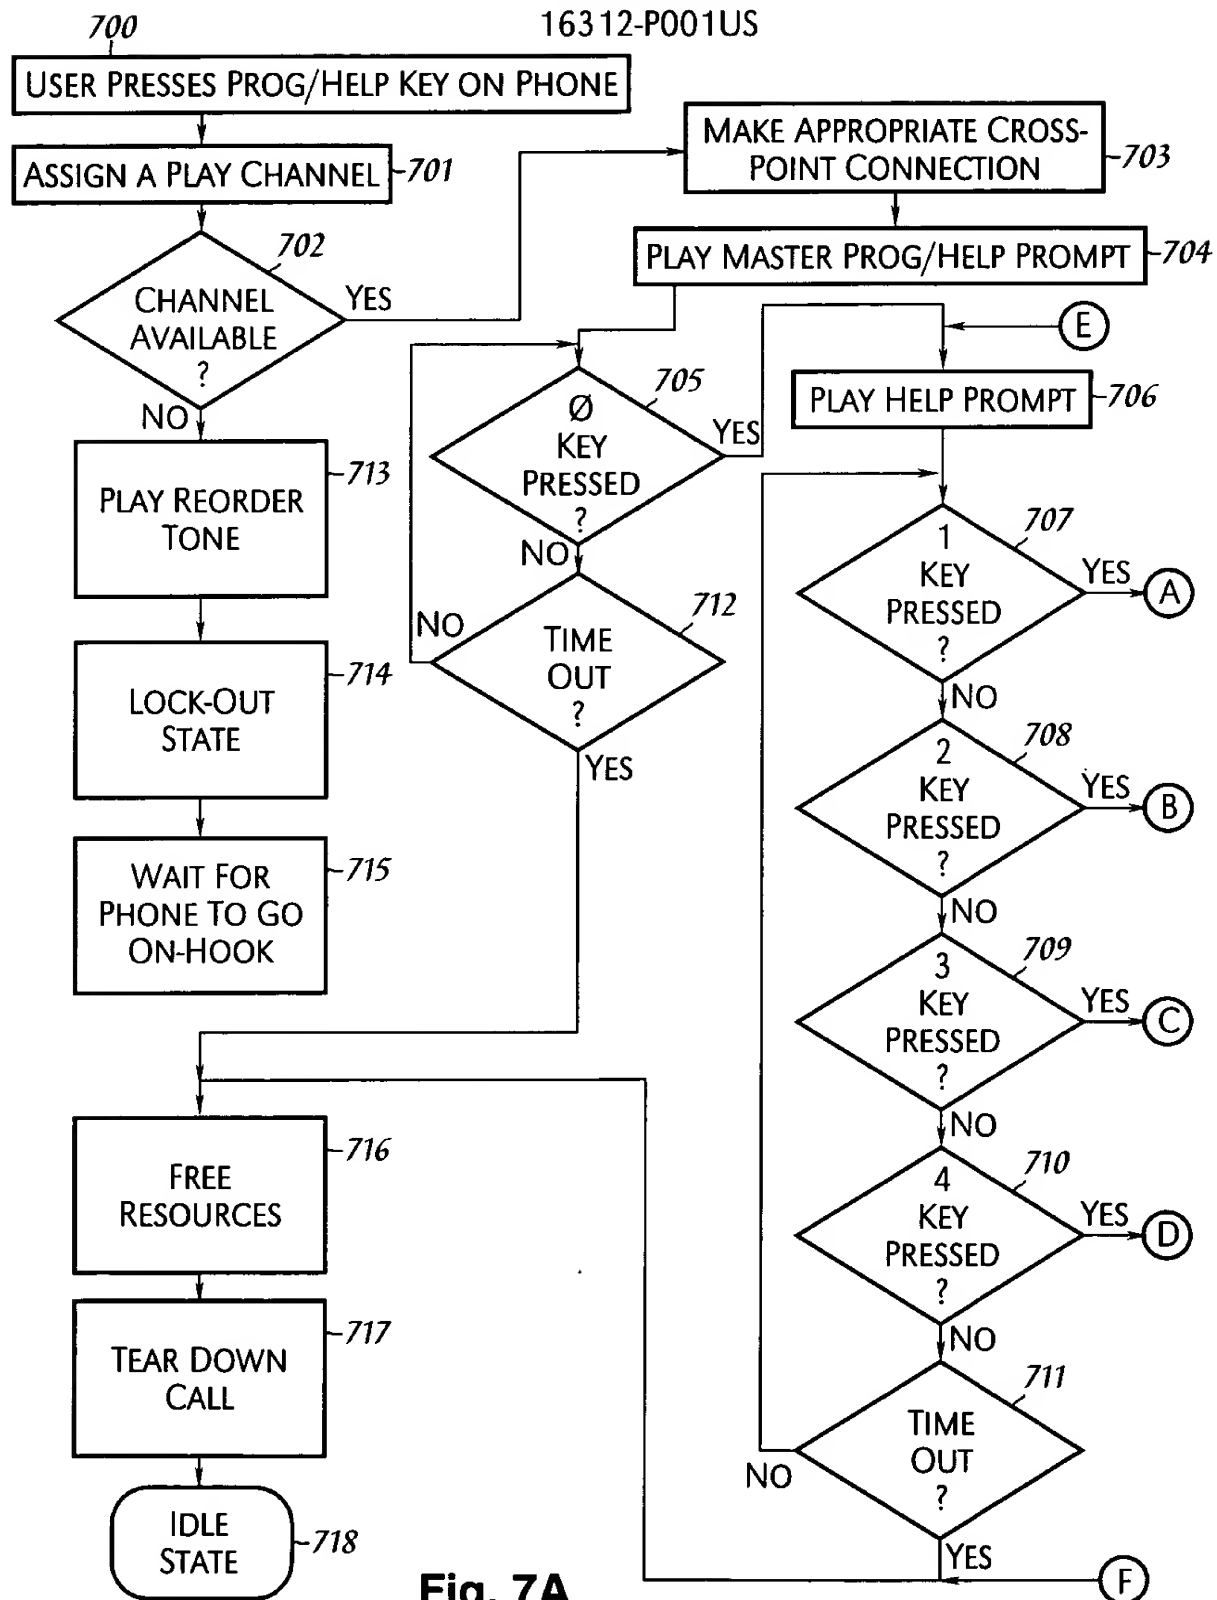 16312-P001US
700
USER PRESSES PROG/HELP KEY ON PHONE
ASSIGN A PLAY CHANNEL
701
702
CHANNEL
AVAILABLE
?
YES
NO
MAKE APPROPRIATE CROSS-
POINT CONNECTION
703
PLAY MASTER PROG/HELP PROMPT
704
E
705
Ø
KEY
PRESSED
?
YES
NO
PLAY HELP PROMPT
706
713
PLAY REORDER
TONE
714
LOCK-OUT
STATE
715
WAIT FOR
PHONE TO GO
ON-HOOK
712
TIME
OUT
?
NO
YES
707
1
KEY
PRESSED
?
YES
A
NO
708
2
KEY
PRESSED
?
YES
B
NO
709
3
KEY
PRESSED
?
YES
C
NO
710
4
KEY
PRESSED
?
YES
D
NO
711
TIME
OUT
?
NO
YES
F
716
FREE
RESOURCES
717
TEAR DOWN
CALL
IDLE
STATE
718
Fig. 7A